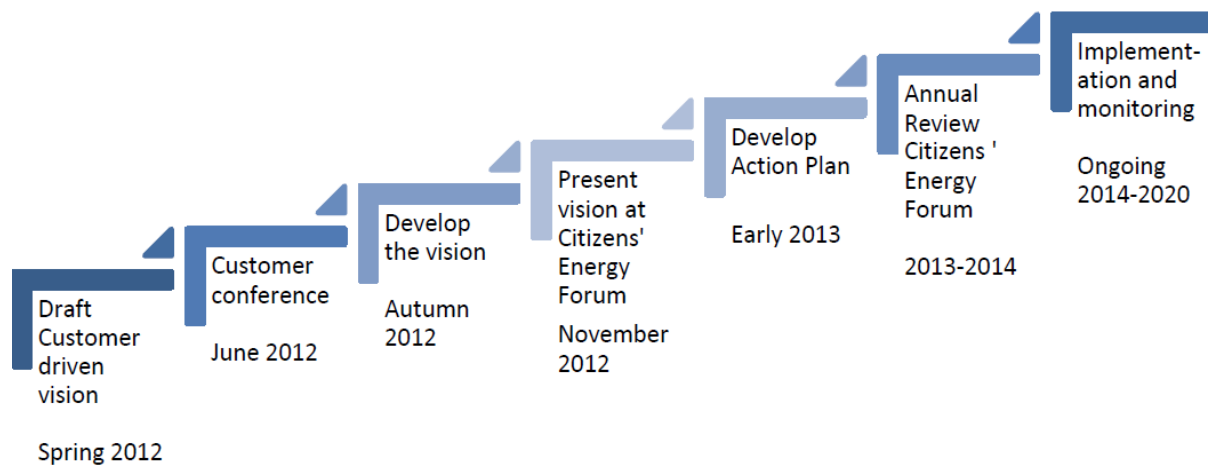 Draft
Customer
driven
vision
Spring 2012
Customer
conference
June 2012
Develop
the vision
Autumn
2012
Present
vision at
Citizens'
Energy
Forum
November
2012
Develop
Action Plan
Early 2013
Annual
Review
Citizens '
Energy
Forum
2013-2014
Implement-
ation and
monitoring
Ongoing
2014-2020